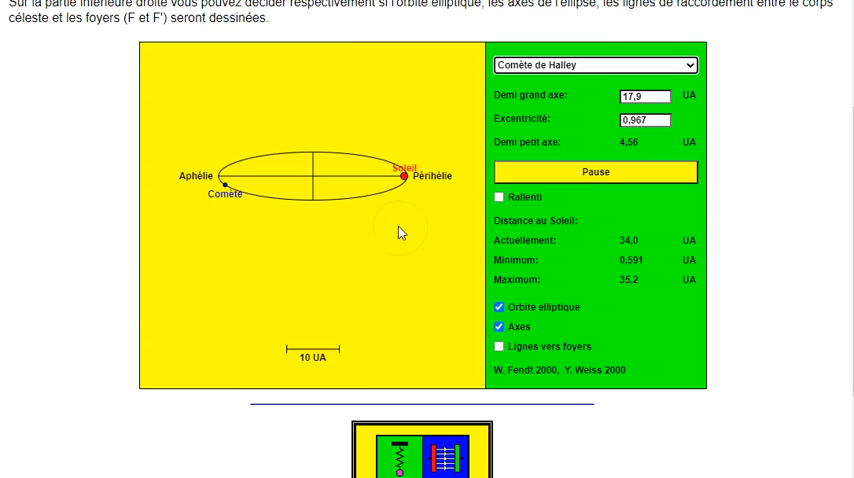 Sur la partie inférieure droite vous pouvez décider respectivement si l'orbite elliptique, les axes de l'ellipse, les lignes de raccordement entre le corps
céleste et les foyers (F et F') seront dessinées.
Comète de Halley
Demi grand axe: 17,9 UA
Excentricité: 0,967
Demi petit axe: 4,56 UA
Soleil
Aphélie
Périhélie
Comète
Pause
Rallenti
Distance au Soleil:
Actuellement: 34,0 UA
Minimum: 0,591 UA
Maximum: 35,2 UA
Orbite elliptique
Axes
Lignes vers foyers
10 UA
W. Fendt 2000, Y. Weiss 2000